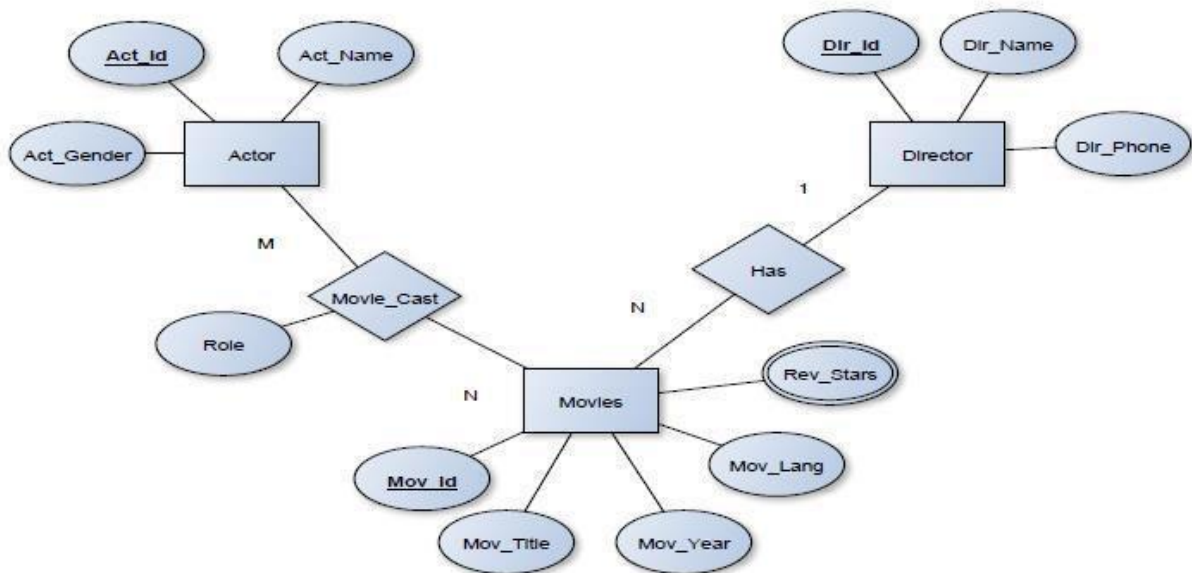 Act_Id
Act_Name
Dir_Id
Dir_Name
Act_Gender
Actor
Director
Dir_Phone
1
M
Has
Movie_Cast
N
Role
Rev_Stars
N
Movies
Mov_Lang
Mov_Id
Mov_Title
Mov_Year